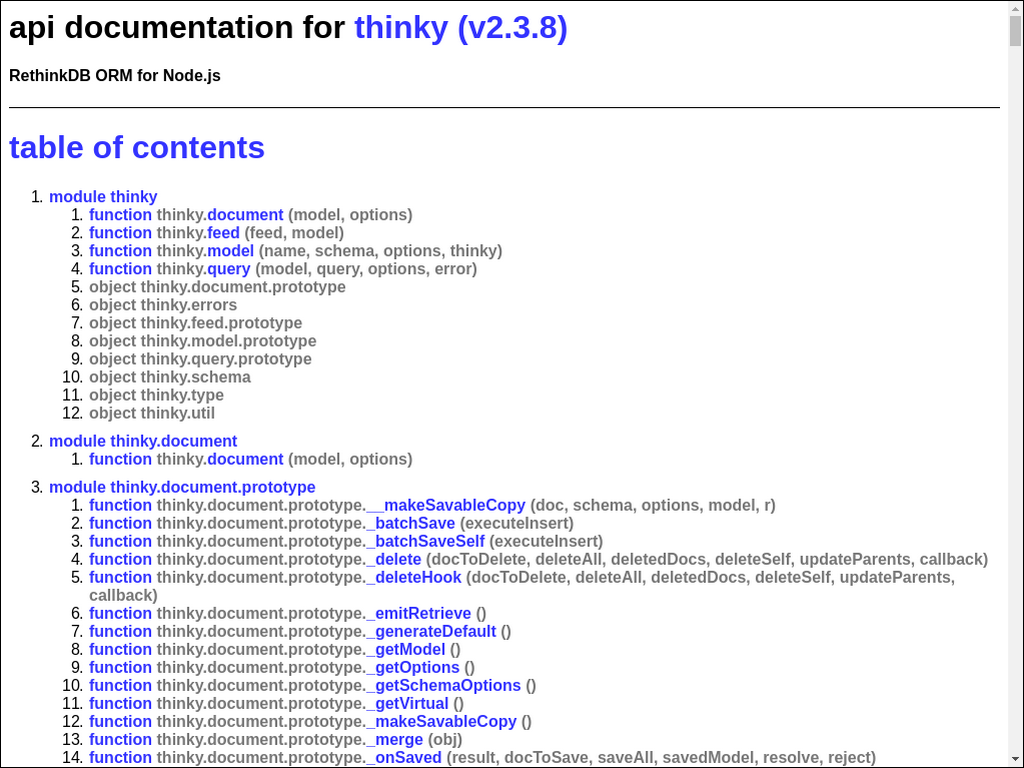 api documentation for thinky (v2.3.8)
RethinkDB ORM for Node.js
table of contents
1. module thinky
1. function thinky.document (model, options)
2. function thinky.feed (feed, model)
3. function thinky.model (name, schema, options, thinky)
4. function thinky.query (model, query, options, error)
5. object thinky.document.prototype
6. object thinky.errors
7. object thinky.feed.prototype
8. object thinky.model.prototype
9. object thinky.query.prototype
10. object thinky.schema
11. object thinky.type
12. object thinky.util
2. module thinky.document
1. function thinky.document (model, options)
3. module thinky.document.prototype
1. function thinky.document.prototype.__makeSavableCopy (doc, schema, options, model, r)
2. function thinky.document.prototype._batchSave (executeInsert)
3. function thinky.document.prototype._batchSaveSelf (executeInsert)
4. function thinky.document.prototype._delete (docToDelete, deleteAll, deletedDocs, deleteSelf, updateParents, callback)
5. function thinky.document.prototype._deleteHook (docToDelete, deleteAll, deletedDocs, deleteSelf, updateParents,
callback)
6. function thinky.document.prototype._emitRetrieve ()
7. function thinky.document.prototype._generateDefault ()
8. function thinky.document.prototype._getModel ()
9. function thinky.document.prototype._getOptions ()
10. function thinky.document.prototype._getSchemaOptions ()
11. function thinky.document.prototype._getVirtual ()
12. function thinky.document.prototype._makeSavableCopy ()
13. function thinky.document.prototype._merge (obj)
14. function thinky.document.prototype._onSaved (result, docToSave, saveAll, savedModel, resolve, reject)